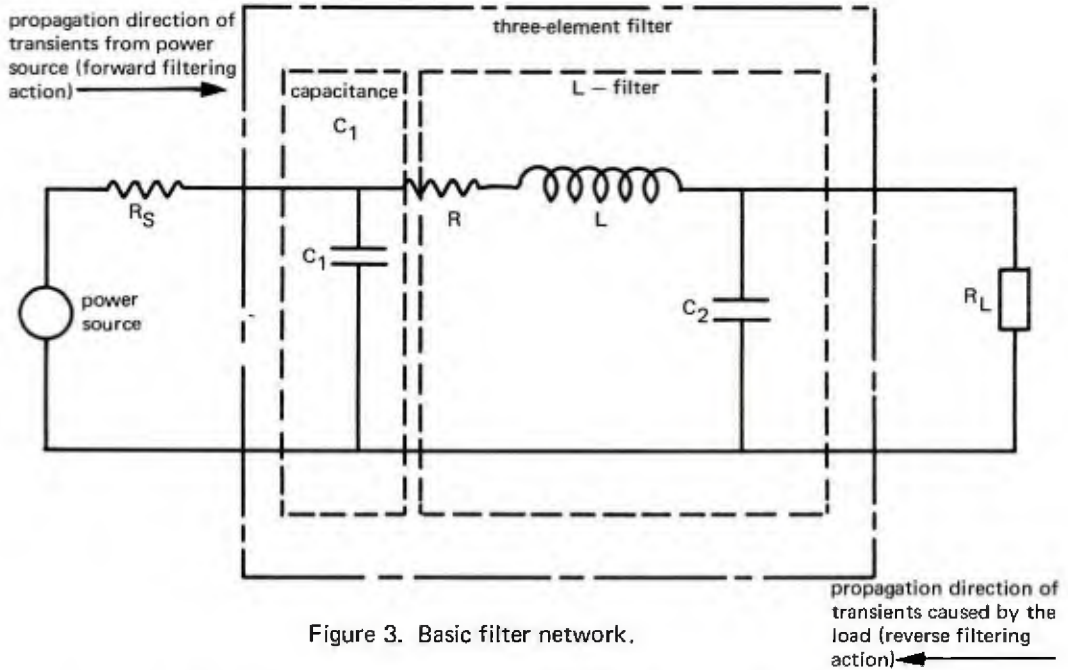 propagation direction of
transients from power
source (forward filtering
action)
three-element filter
capacitance
C1
L – filter
RS
R
L
C1
power
source
C2
RL
Figure 3. Basic filter network.
propagation direction of
transients caused by the
load (reverse filtering
action)